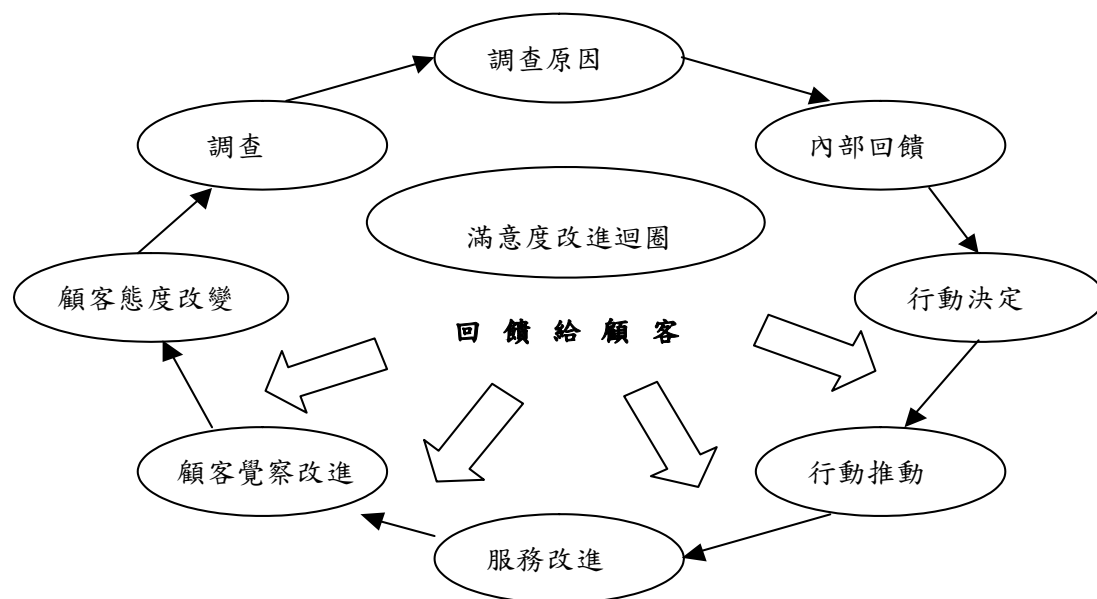 調查原因
調查
內部回饋
滿意度改進迴圈
顧客態度改變
行動決定
回饋給顧客
顧客覺察改進
行動推動
服務改進